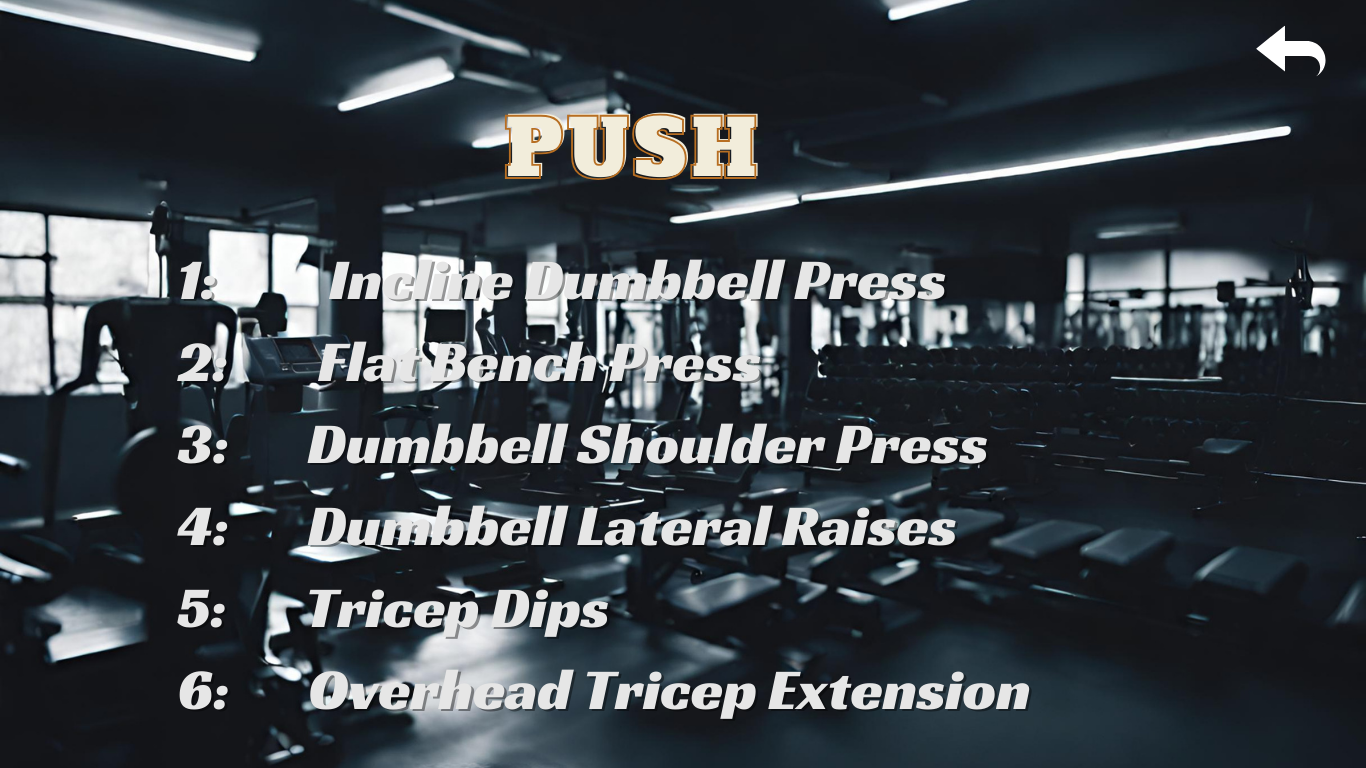 PUSH
1: Incline Dumbbell Press
2: Flat Bench Press
3: Dumbbell Shoulder Press
4: Dumbbell Lateral Raises
5: Tricep Dips
6: Overhead Tricep Extension